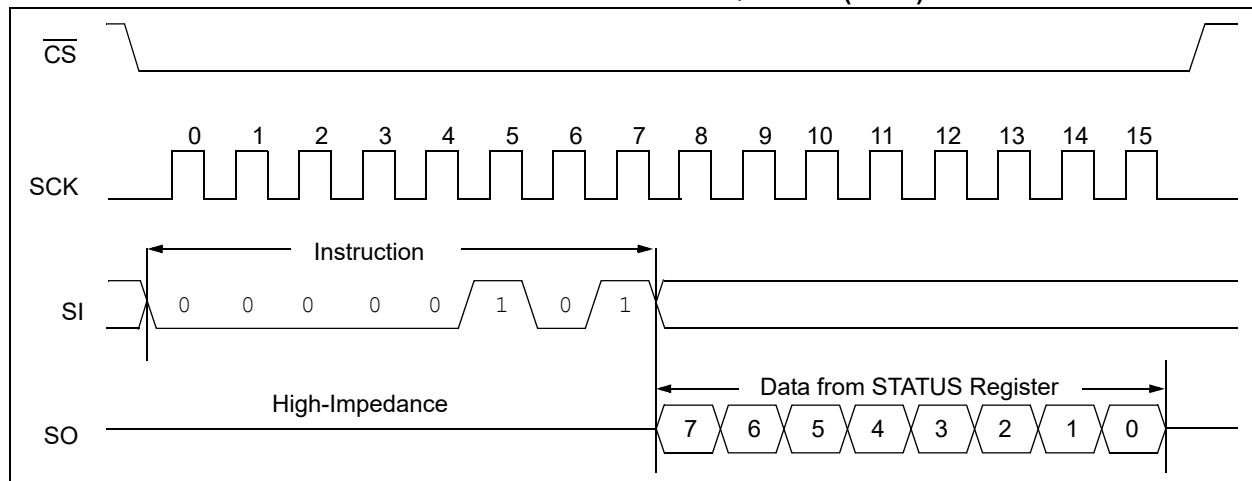 CS
0 1 2 3 4 5 6 7 8 9 10 11 12 13 14 15
SCK
Instruction
SI 0 0 0 0 0 1 0 1
Data from STATUS Register
High-Impedance
SO 7 6 5 4 3 2 1 0